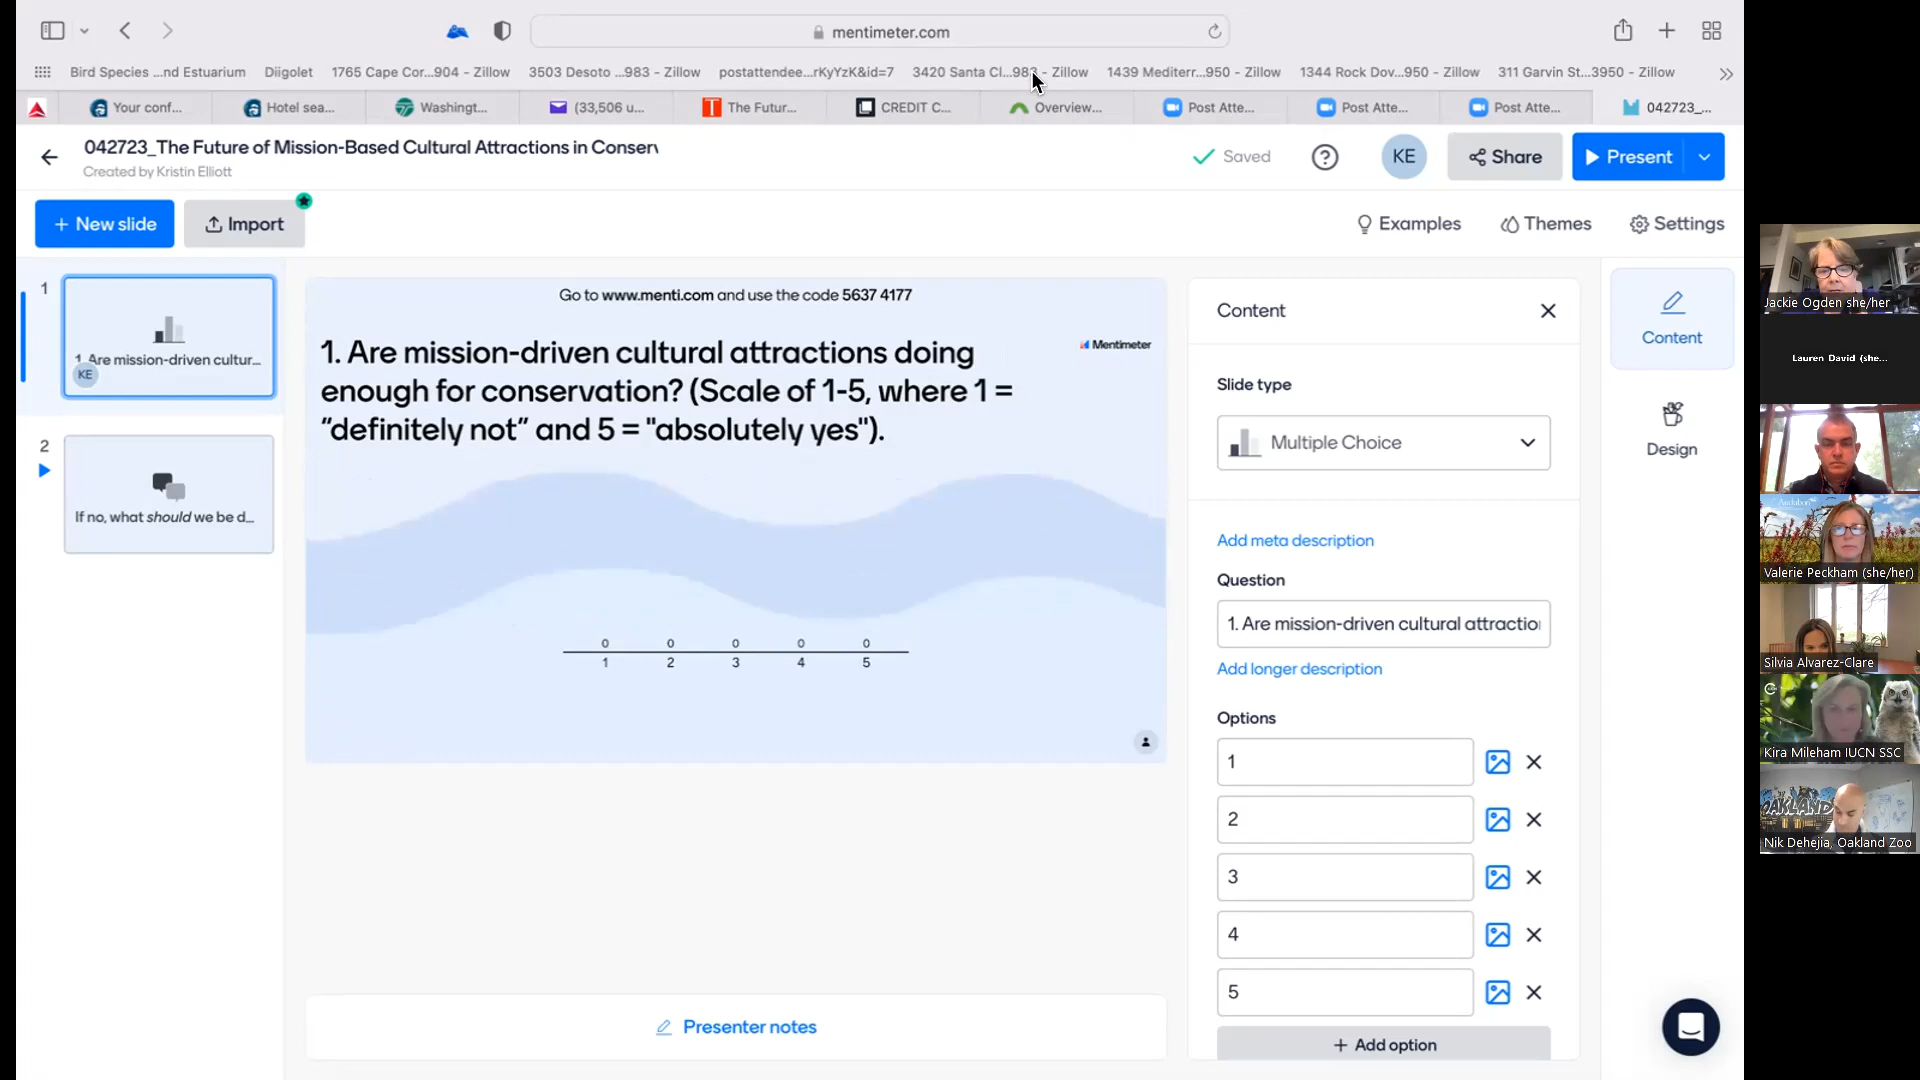 mentimeter.com
Bird Species ...nd Estuarium
Diigolet
1765 Cape Cor...904 - Zillow
3503 Desoto ...983 - Zillow
postattendee...rKyYzK&id=7
3420 Santa Cl...983 - Zillow
1439 Mediterr...950 - Zillow
1344 Rock Dov...950 - Zillow
311 Garvin St...3950 - Zillow
Your conf...
Hotel sea...
Washingt...
(33,506 u...
The Futur...
CREDIT C...
Overview...
Post Atte...
Post Atte...
Post Atte...
042723_...
042723_The Future of Mission-Based Cultural Attractions in Conserv
Created by Kristin Elliott
Saved
KE
Share
Present
+ New slide
Import
Examples
Themes
Settings
1
1. Are mission-driven cultur...
KE
2
If no, what should we be d...
Go to www.menti.com and use the code 5637 4177
Mentimeter
1. Are mission-driven cultural attractions doing
enough for conservation? (Scale of 1-5, where 1 =
“definitely not” and 5 = "absolutely yes").
0 0 0 0 0
1 2 3 4 5
Presenter notes
Content
Slide type
Multiple Choice
Add meta description
Question
1. Are mission-driven cultural attractio
Add longer description
Options
1
2
3
4
5
+ Add option
Content
Design
Jackie Ogden she/her
Lauren David (she...
Audubon
Valerie Peckham (she/her)
Silvia Alvarez-Clare
Kira Mileham IUCN SSC
OAKLAND
Nik Dehejia, Oakland Zoo